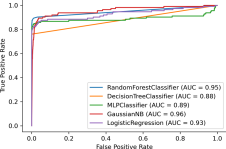 1.0
0.8
0.6
0.4
0.2
0.0
True Positive Rate
RandomForestClassifier (AUC = 0.95)
DecisionTreeClassifier (AUC = 0.88)
MLPClassifier (AUC = 0.89)
GaussianNB (AUC = 0.96)
LogisticRegression (AUC = 0.93)
0.0 0.2 0.4 0.6 0.8 1.0
False Positive Rate